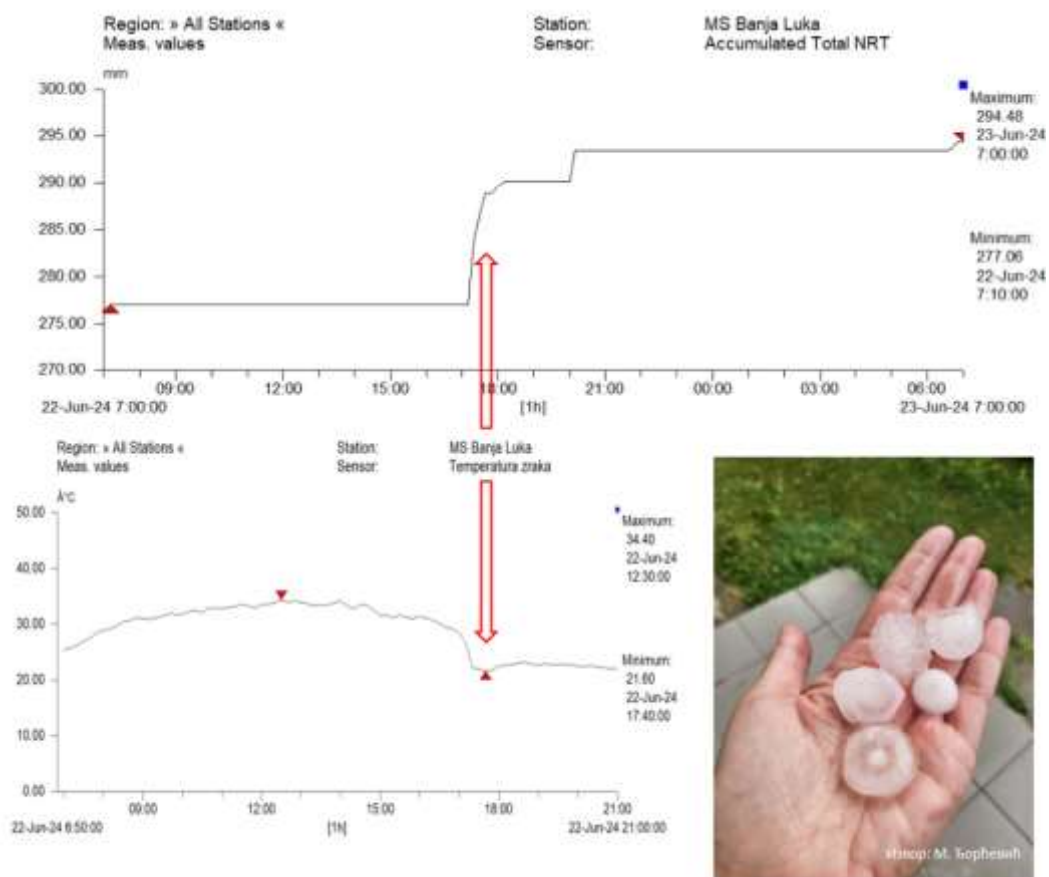 Region: » All Stations « Station: MS Banja Luka
Meas. values Sensor: Accumulated Total NRT
mm
300.00
295.00
290.00
285.00
280.00
275.00
270.00
Maximum:
294.48
23-Jun-24
7:00:00
Minimum:
277.06
22-Jun-24
7:10:00
09:00 12:00 15:00 18:00 21:00 00:00 03:00 06:00
22-Jun-24 7:00:00 [1h] 23-Jun-24 7:00:00
Region: » All Stations « Station: MS Banja Luka
Meas. values Sensor: Temperatura zraka
°C
50.00
40.00
30.00
20.00
10.00
0.00
Maximum:
34.40
22-Jun-24
12:30:00
Minimum:
21.60
22-Jun-24
17:40:00
09:00 12:00 15:00 18:00 21:00
22-Jun-24 6:50:00 [1h] 22-Jun-24 21:00:00
Извор: М. Ђорђевић